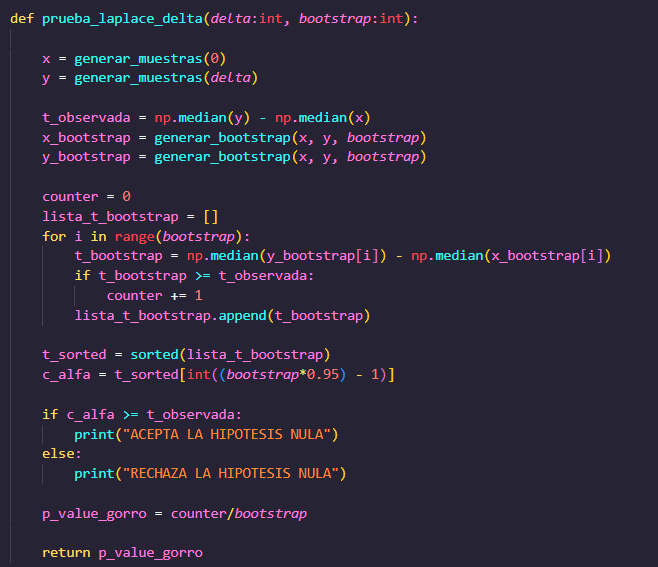 def prueba_laplace_delta(delta:int, bootstrap:int):
    x = generar_muestras(0)
    y = generar_muestras(delta)
    t_observada = np.median(y) - np.median(x)
    x_bootstrap = generar_bootstrap(x, y, bootstrap)
    y_bootstrap = generar_bootstrap(x, y, bootstrap)
    counter = 0
    lista_t_bootstrap = []
    for i in range(bootstrap):
        t_bootstrap = np.median(y_bootstrap[i]) - np.median(x_bootstrap[i])
        if t_bootstrap >= t_observada:
            counter += 1
        lista_t_bootstrap.append(t_bootstrap)
    t_sorted = sorted(lista_t_bootstrap)
    c_alfa = t_sorted[int((bootstrap*0.95) - 1)]
    if c_alfa >= t_observada:
        print("ACEPTA LA HIPOTESIS NULA")
    else:
        print("RECHAZA LA HIPOTESIS NULA")
    p_value_gorro = counter/bootstrap
    return p_value_gorro